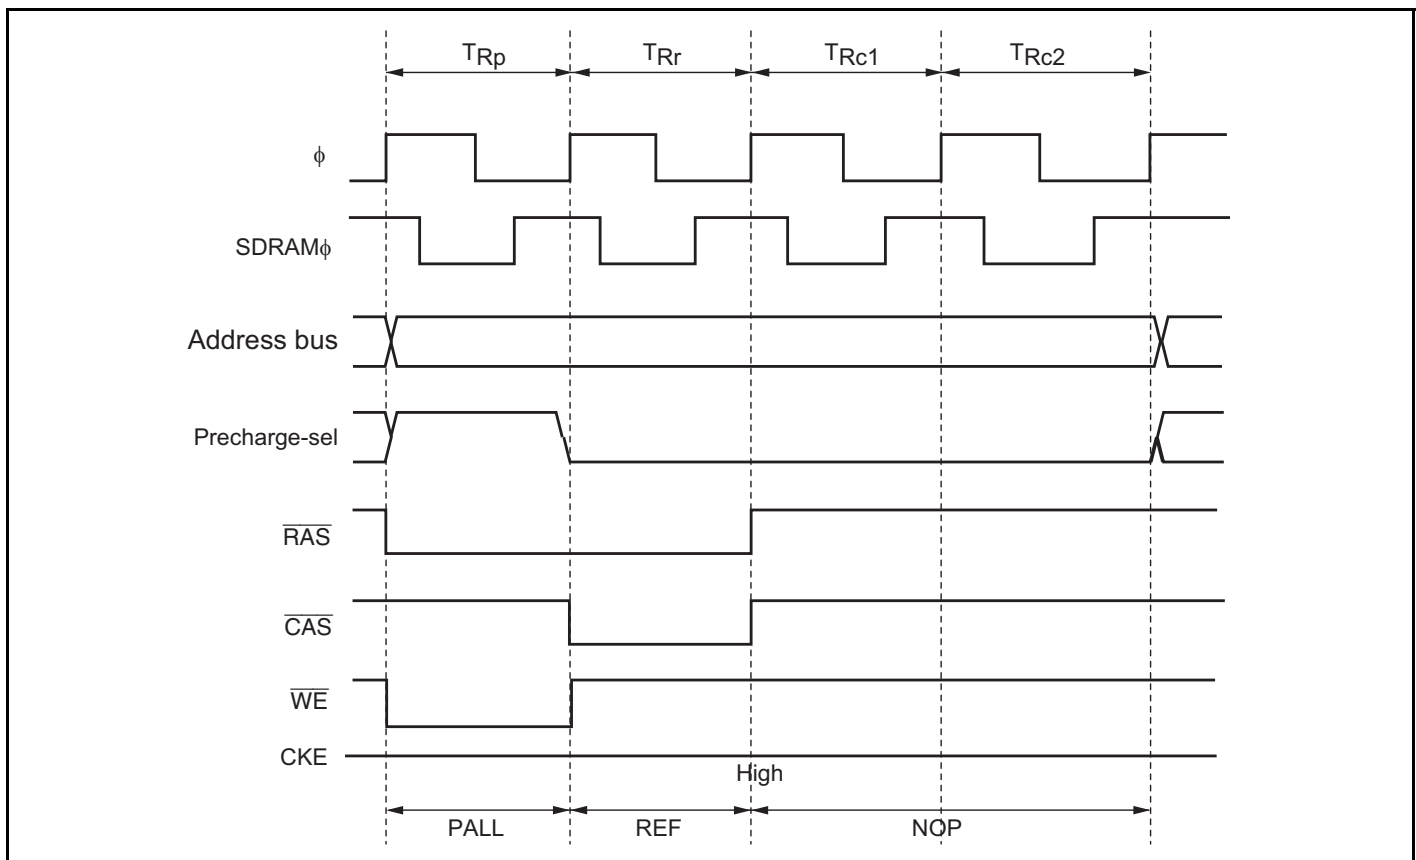 TRp TRr TRc1 TRc2
ϕ
SDRAMϕ
Address bus
Precharge-sel
RAS
CAS
WE
CKE
High
PALL REF NOP